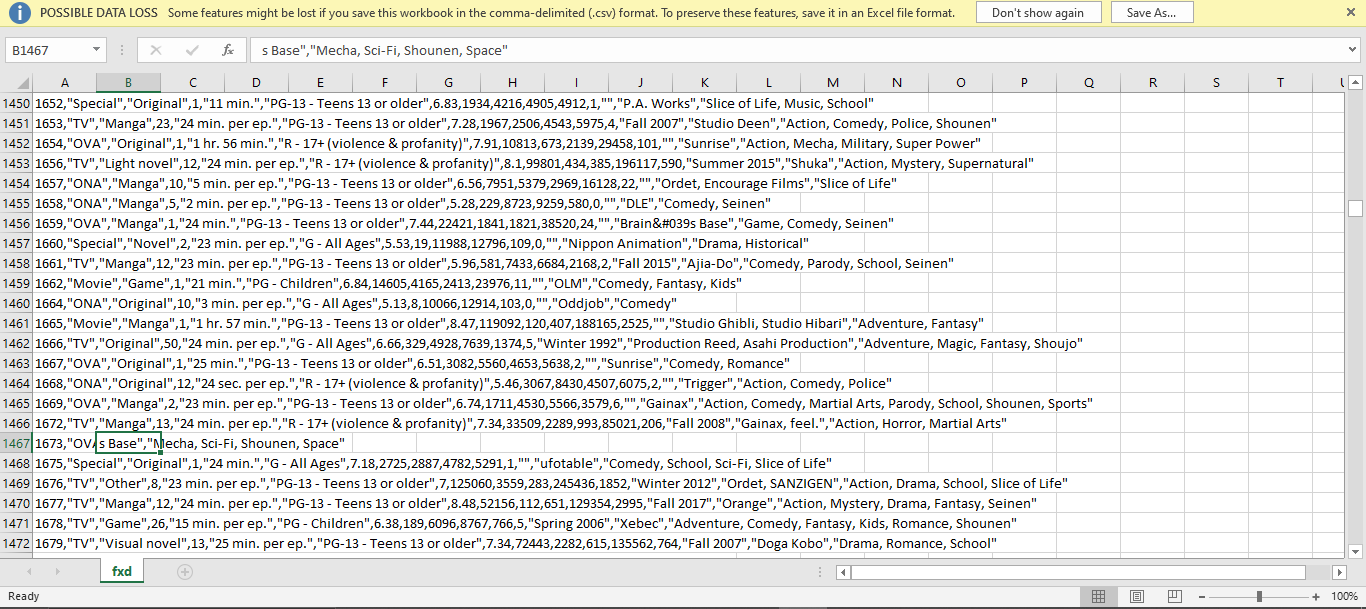 POSSIBLE DATA LOSS Some features might be lost if you save this workbook in the comma-delimited (.csv) format. To preserve these features, save it in an Excel file format. Don't show again Save As...
B1467 fx s Base","Mecha, Sci-Fi, Shounen, Space"
A B C D E F G H I J K L M N O P Q R S T U
1450 1652,"Special","Original",1,"11 min.","PG-13 - Teens 13 or older",6.83,1934,4216,4905,4912,1,"","P.A. Works","Slice of Life, Music, School"
1451 1653,"TV","Manga",23,"24 min. per ep.","PG-13 - Teens 13 or older",7.28,1967,2506,4543,5975,4,"Fall 2007","Studio Deen","Action, Comedy, Police, Shounen"
1452 1654,"OVA","Original",1,"1 hr. 56 min.","R - 17+ (violence & profanity)",7.91,10813,673,2139,29458,101,"","Sunrise","Action, Mecha, Military, Super Power"
1453 1656,"TV","Light novel",12,"24 min. per ep.","R - 17+ (violence & profanity)",8.1,99801,434,385,196117,590,"Summer 2015","Shuka","Action, Mystery, Supernatural"
1454 1657,"ONA","Manga",10,"5 min. per ep.","PG-13 - Teens 13 or older",6.56,7951,5379,2969,16128,22,"","Ordet, Encourage Films","Slice of Life"
1455 1658,"ONA","Manga",5,"2 min. per ep.","PG-13 - Teens 13 or older",5.28,229,8723,9259,580,0,"","DLE","Comedy, Seinen"
1456 1659,"OVA","Manga",1,"24 min.","PG-13 - Teens 13 or older",7.44,22421,1841,1821,38520,24,"","Brain&#039s Base","Game, Comedy, Seinen"
1457 1660,"Special","Novel",2,"23 min. per ep.","G - All Ages",5.53,19,11988,12796,109,0,"","Nippon Animation","Drama, Historical"
1458 1661,"TV","Manga",12,"23 min. per ep.","PG-13 - Teens 13 or older",5.96,581,7433,6684,2168,2,"Fall 2015","Ajia-Do","Comedy, Parody, School, Seinen"
1459 1662,"Movie","Game",1,"21 min.","PG - Children",6.84,14605,4165,2413,23976,11,"","OLM","Comedy, Fantasy, Kids"
1460 1664,"ONA","Original",10,"3 min. per ep.","G - All Ages",5.13,8,10066,12914,103,0,"","Oddjob","Comedy"
1461 1665,"Movie","Manga",1,"1 hr. 57 min.","PG-13 - Teens 13 or older",8.47,119092,120,407,188165,2525,"","Studio Ghibli, Studio Hibari","Adventure, Fantasy"
1462 1666,"TV","Original",50,"24 min. per ep.","G - All Ages",6.66,329,4928,7639,1374,5,"Winter 1992","Production Reed, Asahi Production","Adventure, Magic, Fantasy, Shoujo"
1463 1667,"OVA","Original",1,"25 min.","PG-13 - Teens 13 or older",6.51,3082,5560,4653,5638,2,"","Sunrise","Comedy, Romance"
1464 1668,"ONA","Original",12,"24 sec. per ep.","R - 17+ (violence & profanity)",5.46,3067,8430,4507,6075,2,"","Trigger","Action, Comedy, Police"
1465 1669,"OVA","Manga",2,"23 min. per ep.","PG-13 - Teens 13 or older",6.74,1711,4530,5566,3579,6,"","Gainax","Action, Comedy, Martial Arts, Parody, School, Shounen, Sports"
1466 1672,"TV","Manga",13,"24 min. per ep.","R - 17+ (violence & profanity)",7.34,33509,2289,993,85021,206,"Fall 2008","Gainax, feel.","Action, Horror, Martial Arts"
1467 1673,"OVA s Base","Mecha, Sci-Fi, Shounen, Space"
1468 1675,"Special","Original",1,"24 min.","G - All Ages",7.18,2725,2887,4782,5291,1,"","ufotable","Comedy, School, Sci-Fi, Slice of Life"
1469 1676,"TV","Other",8,"23 min. per ep.","PG-13 - Teens 13 or older",7,125060,3559,283,245436,1852,"Winter 2012","Ordet, SANZIGEN","Action, Drama, School, Slice of Life"
1470 1677,"TV","Manga",12,"24 min. per ep.","PG-13 - Teens 13 or older",8.48,52156,112,651,129354,2995,"Fall 2017","Orange","Action, Mystery, Drama, Fantasy, Seinen"
1471 1678,"TV","Game",26,"15 min. per ep.","PG - Children",6.38,189,6096,8767,766,5,"Spring 2006","Xebec","Adventure, Comedy, Fantasy, Kids, Romance, Shounen"
1472 1679,"TV","Visual novel",13,"25 min. per ep.","PG-13 - Teens 13 or older",7.34,72443,2282,615,135562,764,"Fall 2007","Doga Kobo","Drama, Romance, School"
fxd
Ready 100%